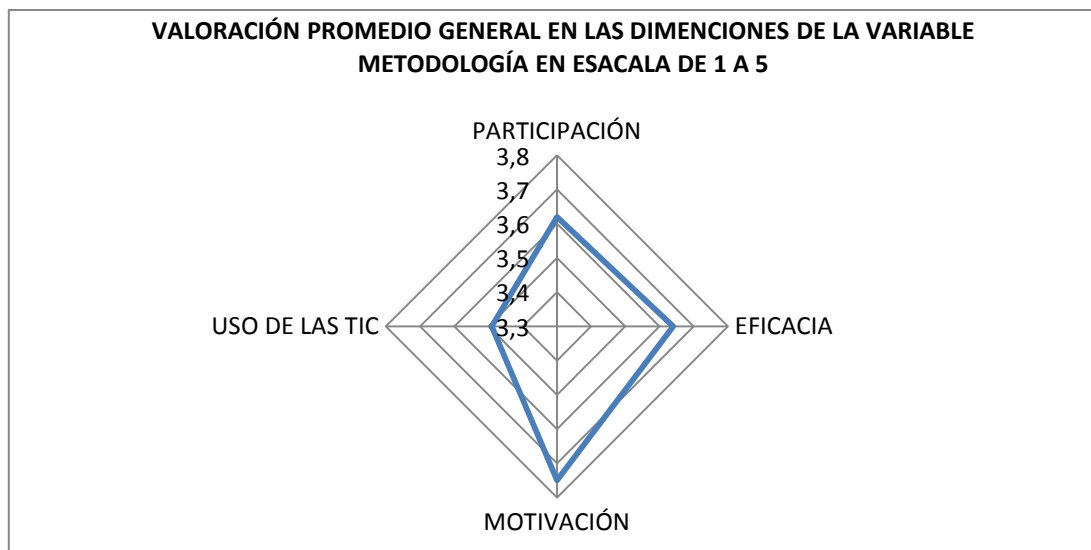 VALORACIÓN PROMEDIO GENERAL EN LAS DIMENCIONES DE LA VARIABLE
METODOLOGÍA EN ESACALA DE 1 A 5
PARTICIPACIÓN
3,8
3,7
3,6
3,5
3,4
3,3
USO DE LAS TIC
EFICACIA
MOTIVACIÓN